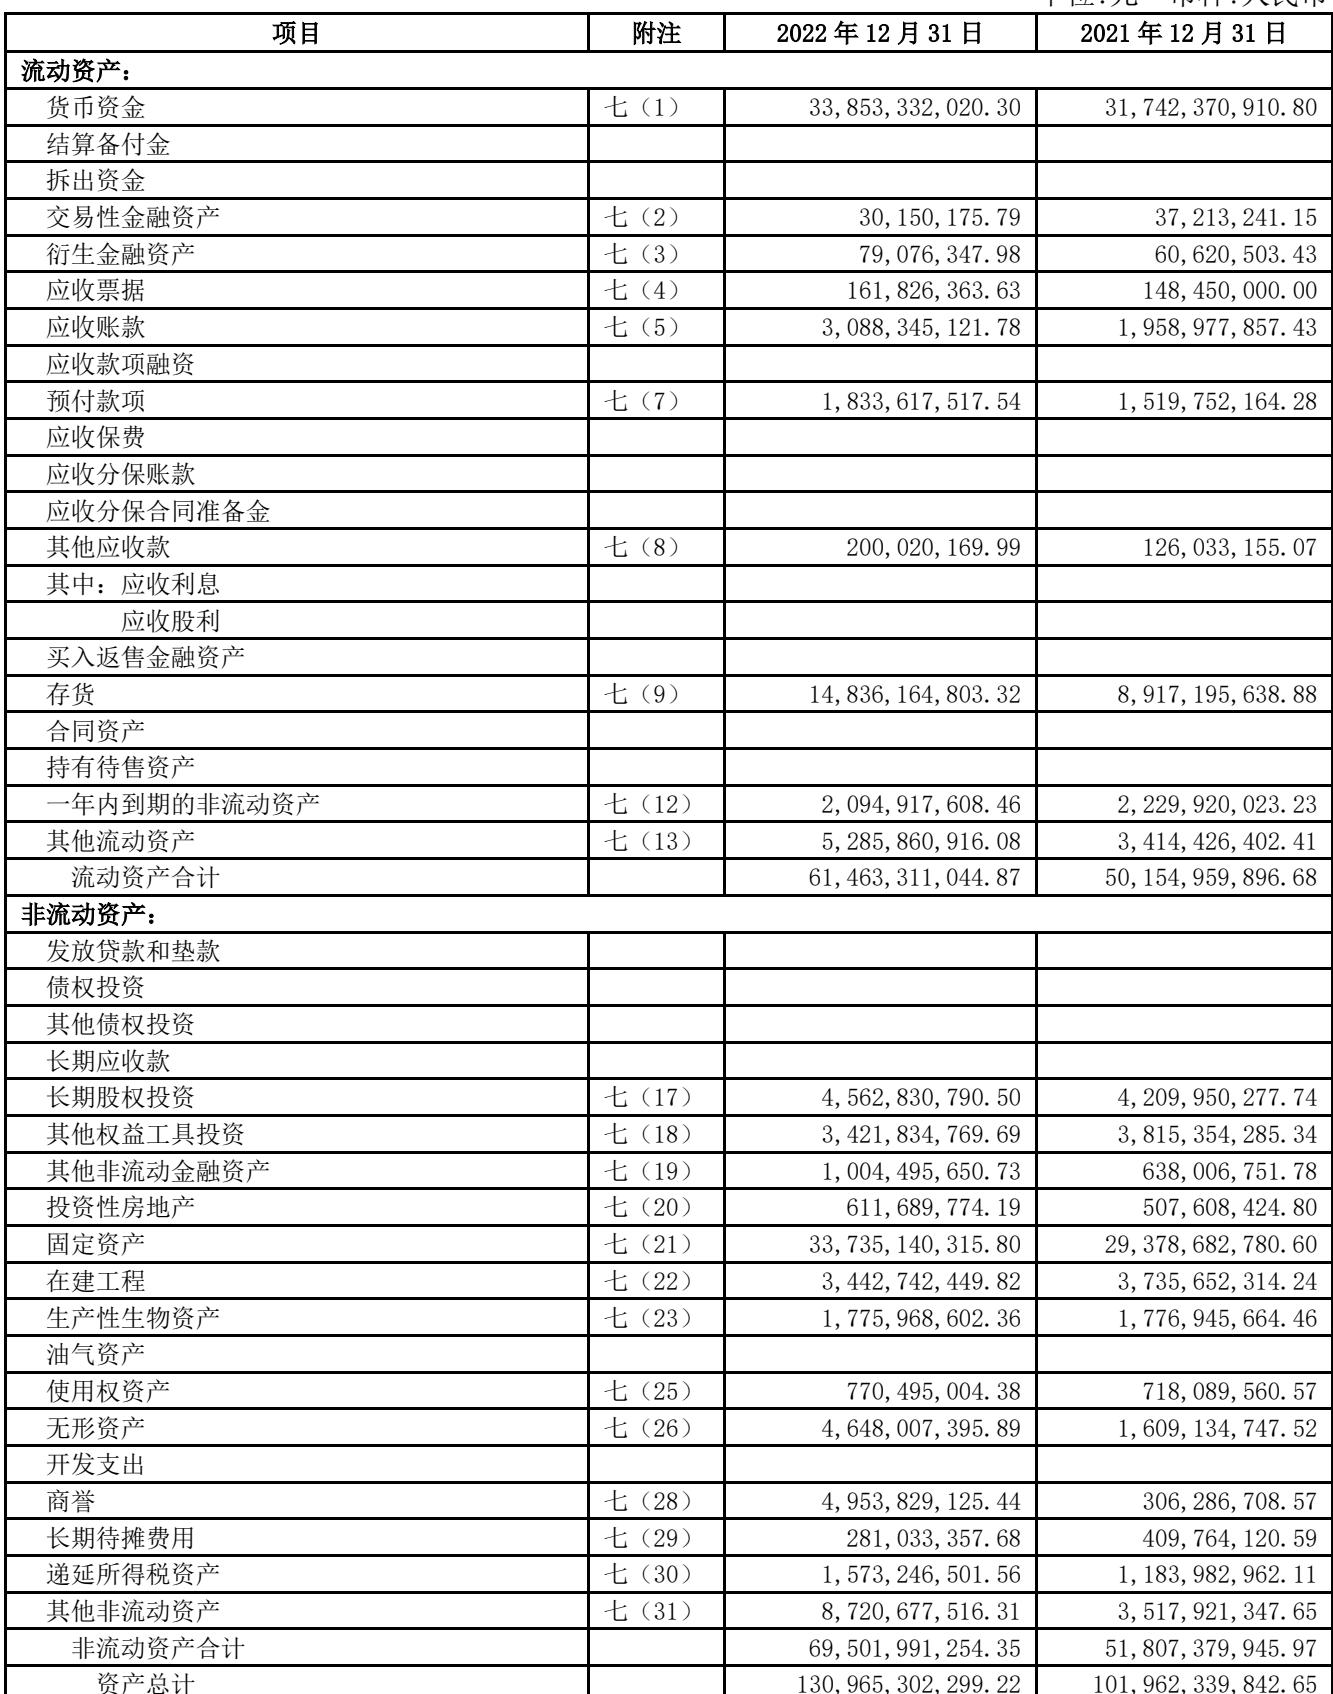 项目 附注 2022年12月31日 2021年12月31日
流动资产：
货币资金 七（1） 33,853,332,020.30 31,742,370,910.80
结算备付金
拆出资金
交易性金融资产 七（2） 30,150,175.79 37,213,241.15
衍生金融资产 七（3） 79,076,347.98 60,620,503.43
应收票据 七（4） 161,826,363.63 148,450,000.00
应收账款 七（5） 3,088,345,121.78 1,958,977,857.43
应收款项融资
预付款项 七（7） 1,833,617,517.54 1,519,752,164.28
应收保费
应收分保账款
应收分保合同准备金
其他应收款 七（8） 200,020,169.99 126,033,155.07
其中：应收利息
应收股利
买入返售金融资产
存货 七（9） 14,836,164,803.32 8,917,195,638.88
合同资产
持有待售资产
一年内到期的非流动资产 七（12） 2,094,917,608.46 2,229,920,023.23
其他流动资产 七（13） 5,285,860,916.08 3,414,426,402.41
流动资产合计 61,463,311,044.87 50,154,959,896.68
非流动资产：
发放贷款和垫款
债权投资
其他债权投资
长期应收款
长期股权投资 七（17） 4,562,830,790.50 4,209,950,277.74
其他权益工具投资 七（18） 3,421,834,769.69 3,815,354,285.34
其他非流动金融资产 七（19） 1,004,495,650.73 638,006,751.78
投资性房地产 七（20） 611,689,774.19 507,608,424.80
固定资产 七（21） 33,735,140,315.80 29,378,682,780.60
在建工程 七（22） 3,442,742,449.82 3,735,652,314.24
生产性生物资产 七（23） 1,775,968,602.36 1,776,945,664.46
油气资产
使用权资产 七（25） 770,495,004.38 718,089,560.57
无形资产 七（26） 4,648,007,395.89 1,609,134,747.52
开发支出
商誉 七（28） 4,953,829,125.44 306,286,708.57
长期待摊费用 七（29） 281,033,357.68 409,764,120.59
递延所得税资产 七（30） 1,573,246,501.56 1,183,982,962.11
其他非流动资产 七（31） 8,720,677,516.31 3,517,921,347.65
非流动资产合计 69,501,991,254.35 51,807,379,945.97
资产总计 130,965,302,299.22 101,962,339,842.65